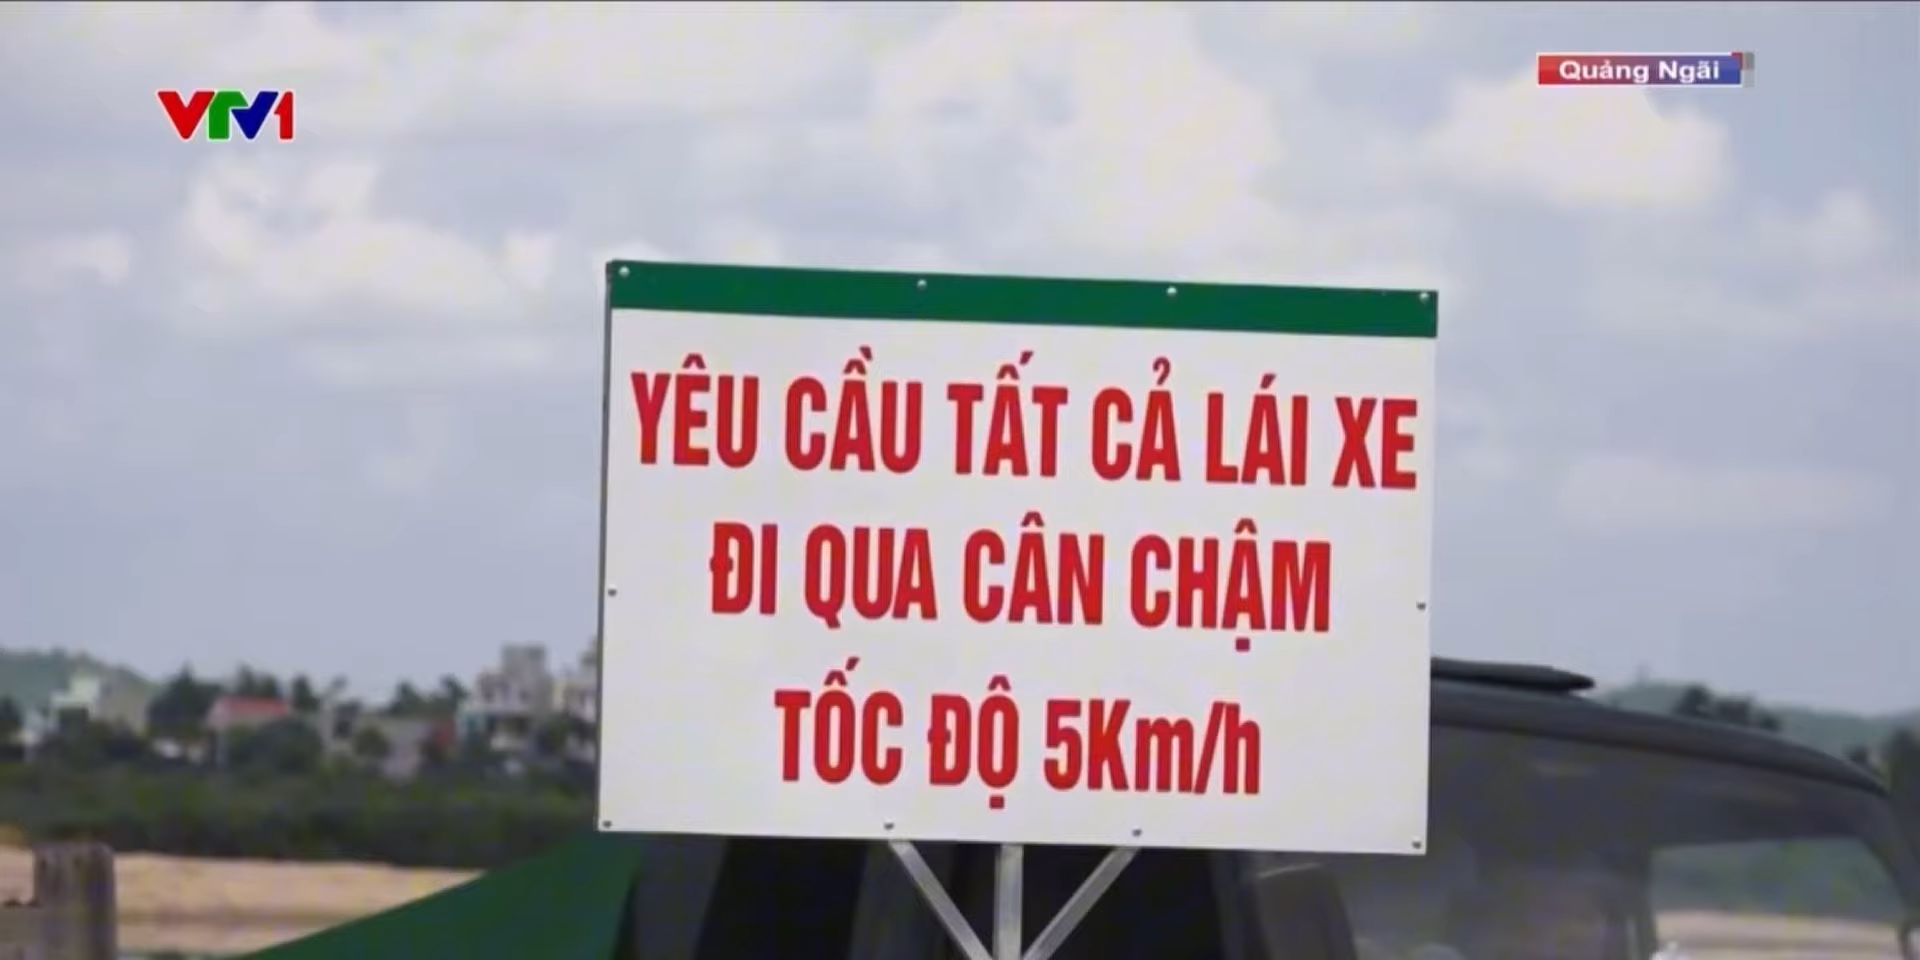 VTV1
Quảng Ngãi
YÊU CẦU TẤT CẢ LÁI XE
ĐI QUA CÂN CHẬM
TỐC ĐỘ 5Km/h